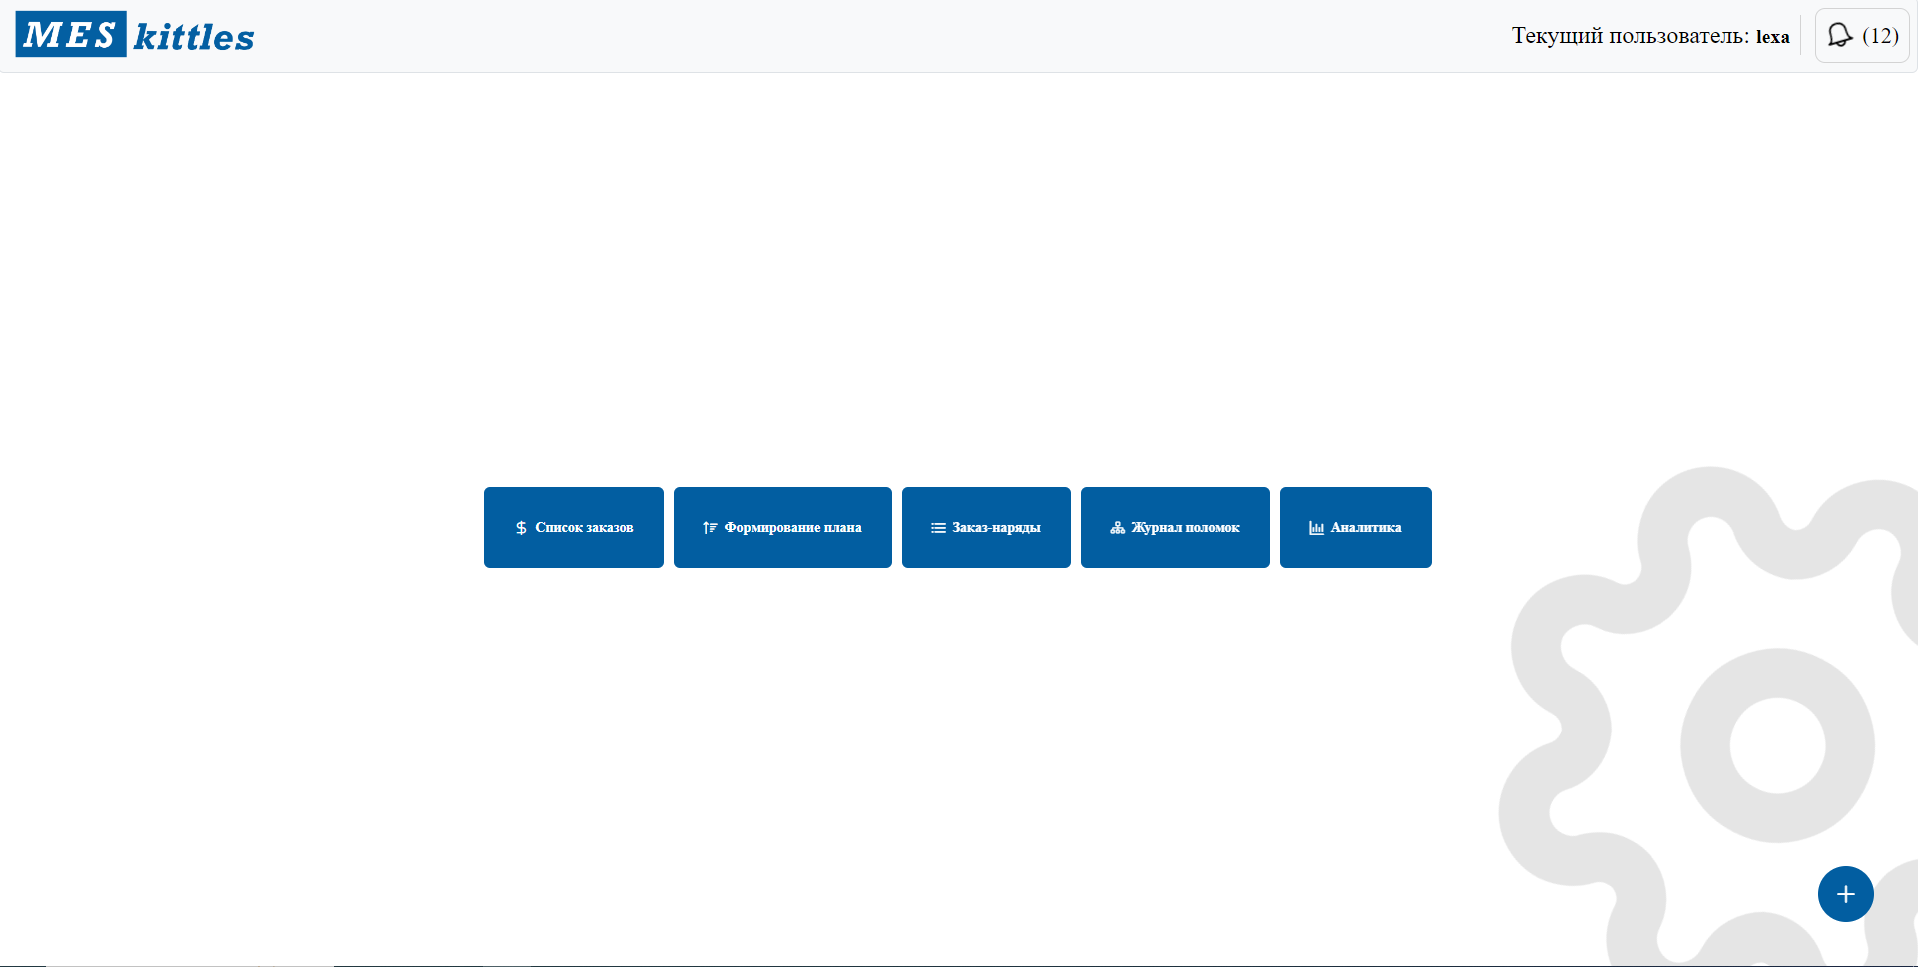 MES kittles
Текущий пользователь: lexa
(12)
Список заказов
Формирование плана
Заказ-наряды
Журнал поломок
Аналитика